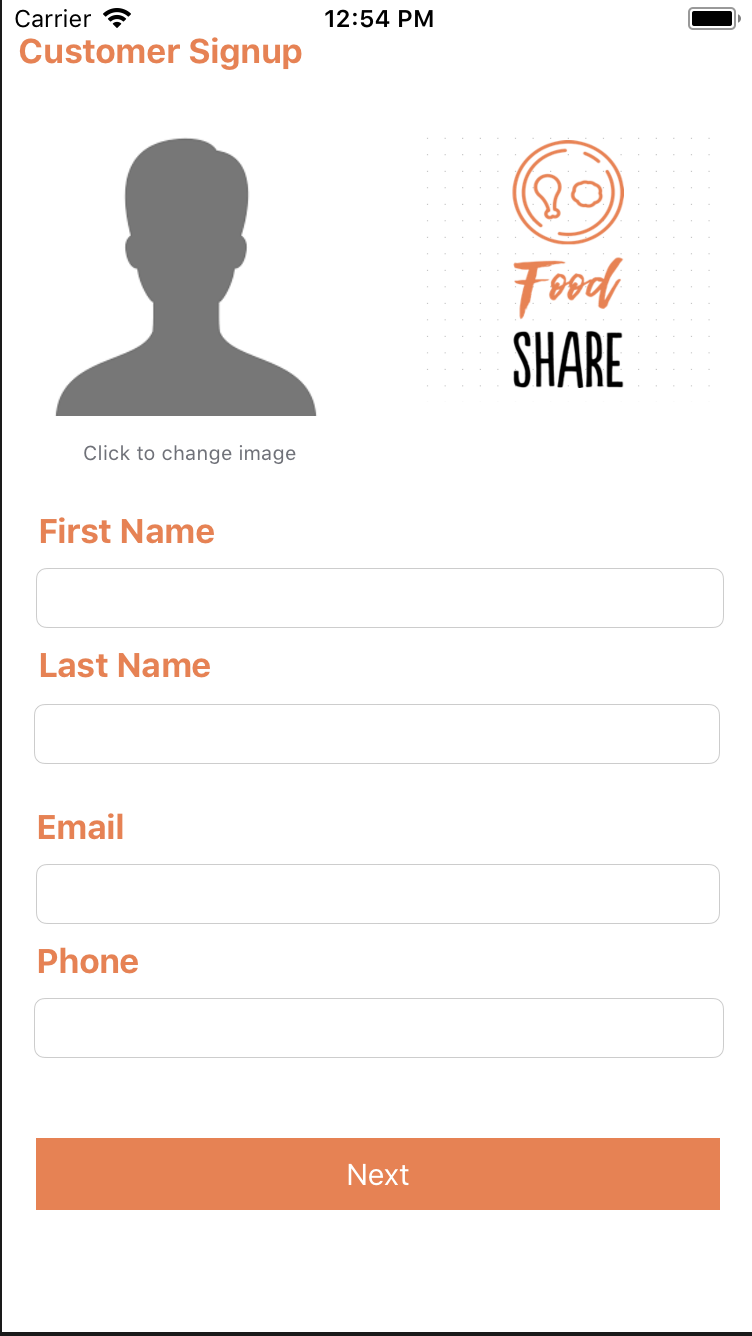 Carrier 12:54 PM
Customer Signup
Food
SHARE
Click to change image
First Name
Last Name
Email
Phone
Next